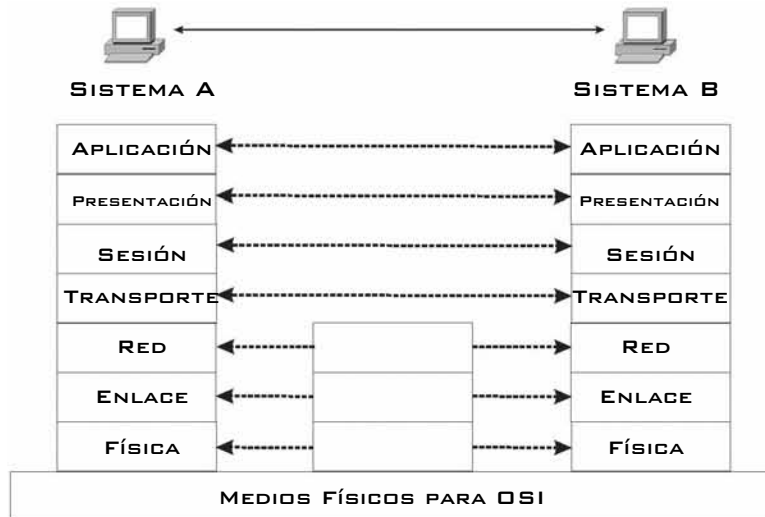 SISTEMA A
SISTEMA B
APLICACIÓN
APLICACIÓN
PRESENTACIÓN
PRESENTACIÓN
SESIÓN
SESIÓN
TRANSPORTE
TRANSPORTE
RED
RED
ENLACE
ENLACE
FÍSICA
FÍSICA
MEDIOS FÍSICOS PARA OSI